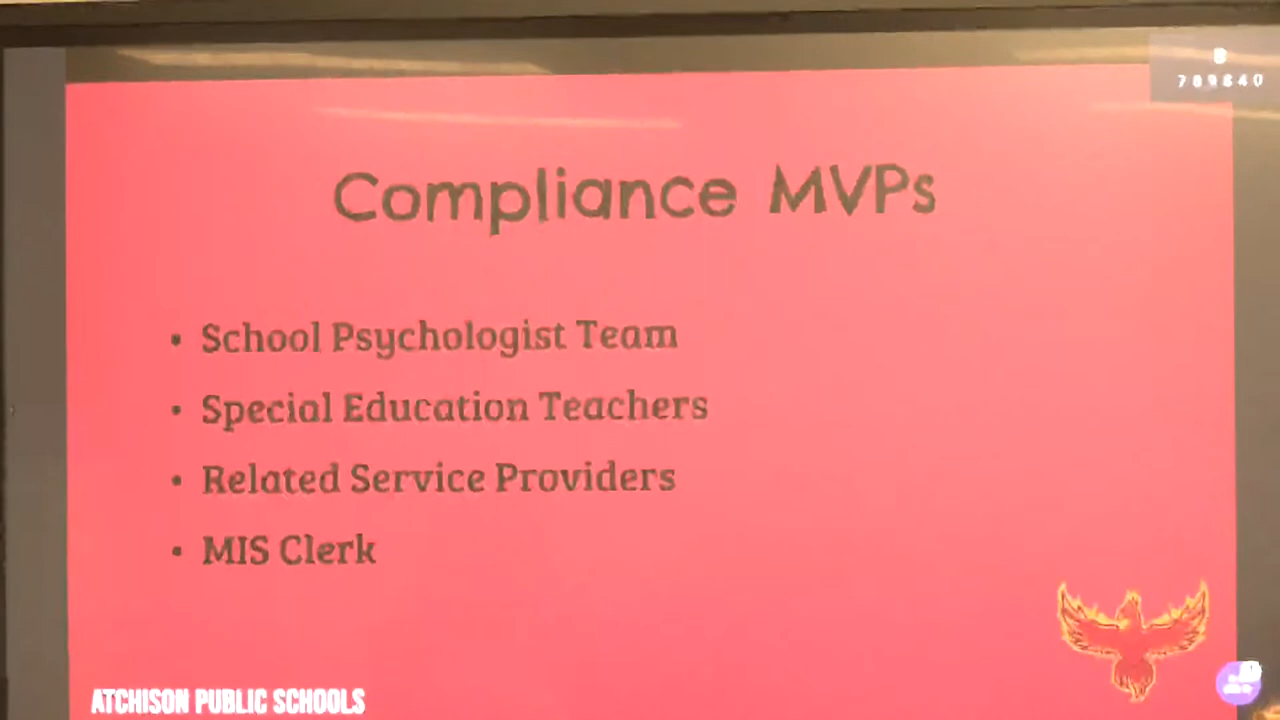 Compliance MVPs
• School Psychologist Team
• Special Education Teachers
• Related Service Providers
• MIS Clerk
ATCHISON PUBLIC SCHOOLS